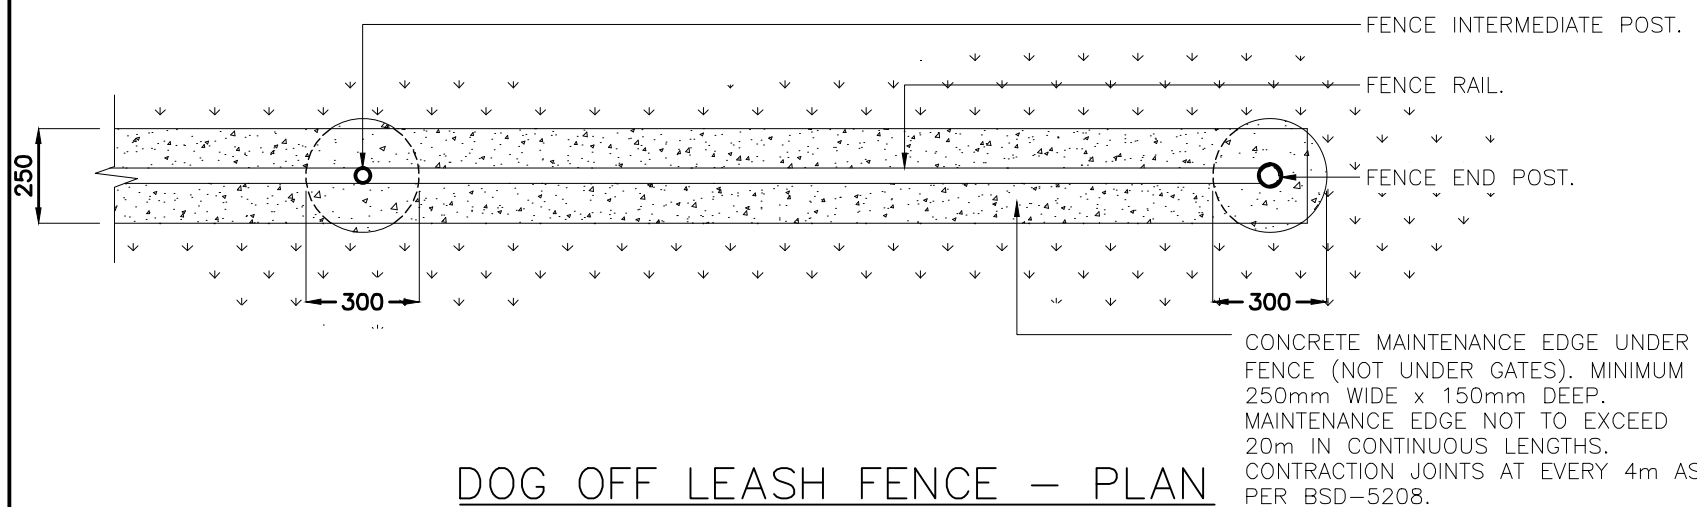 FENCE INTERMEDIATE POST.
FENCE RAIL.
250
FENCE END POST.
300
300
CONCRETE MAINTENANCE EDGE UNDER
FENCE (NOT UNDER GATES). MINIMUM
250mm WIDE x 150mm DEEP.
MAINTENANCE EDGE NOT TO EXCEED
20m IN CONTINUOUS LENGTHS.
CONTRACTION JOINTS AT EVERY 4m AS
PER BSD-5208.
DOG OFF LEASH FENCE - PLAN